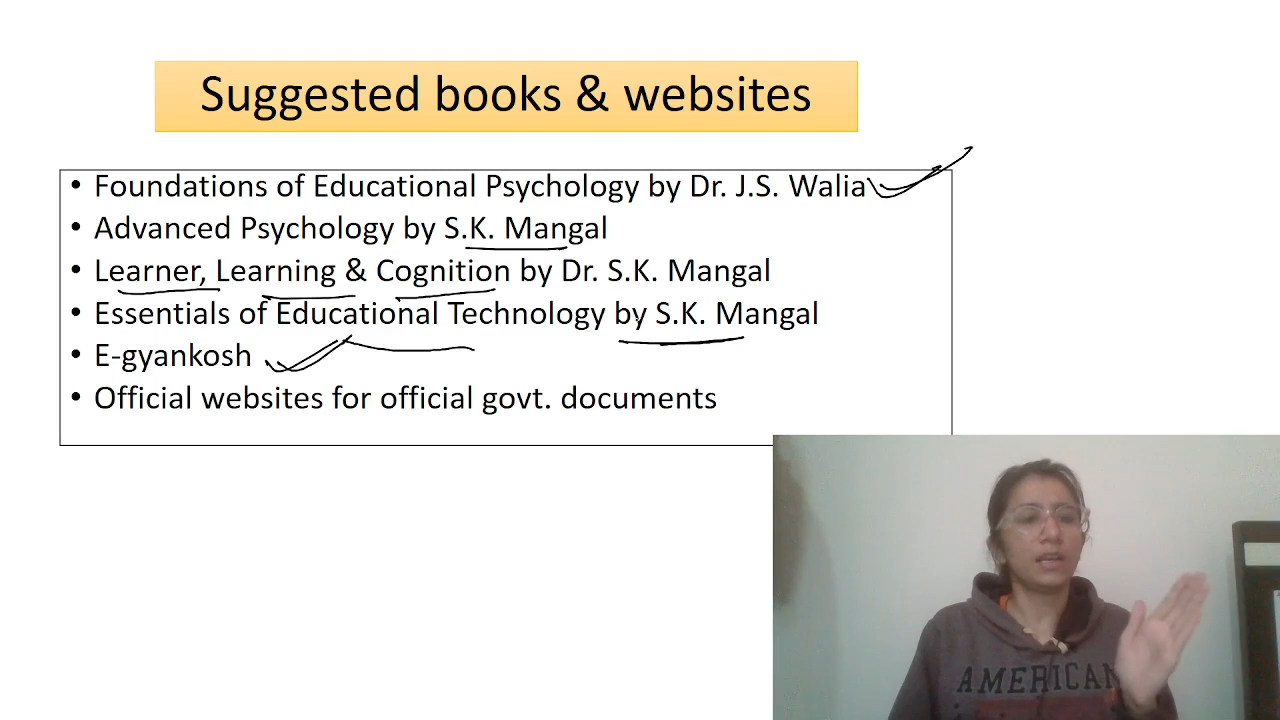 Suggested books & websites
• Foundations of Educational Psychology by Dr. J.S. Walia
• Advanced Psychology by S.K. Mangal
• Learner, Learning & Cognition by Dr. S.K. Mangal
• Essentials of Educational Technology by S.K. Mangal
• E-gyankosh
• Official websites for official govt. documents
AMERICAN